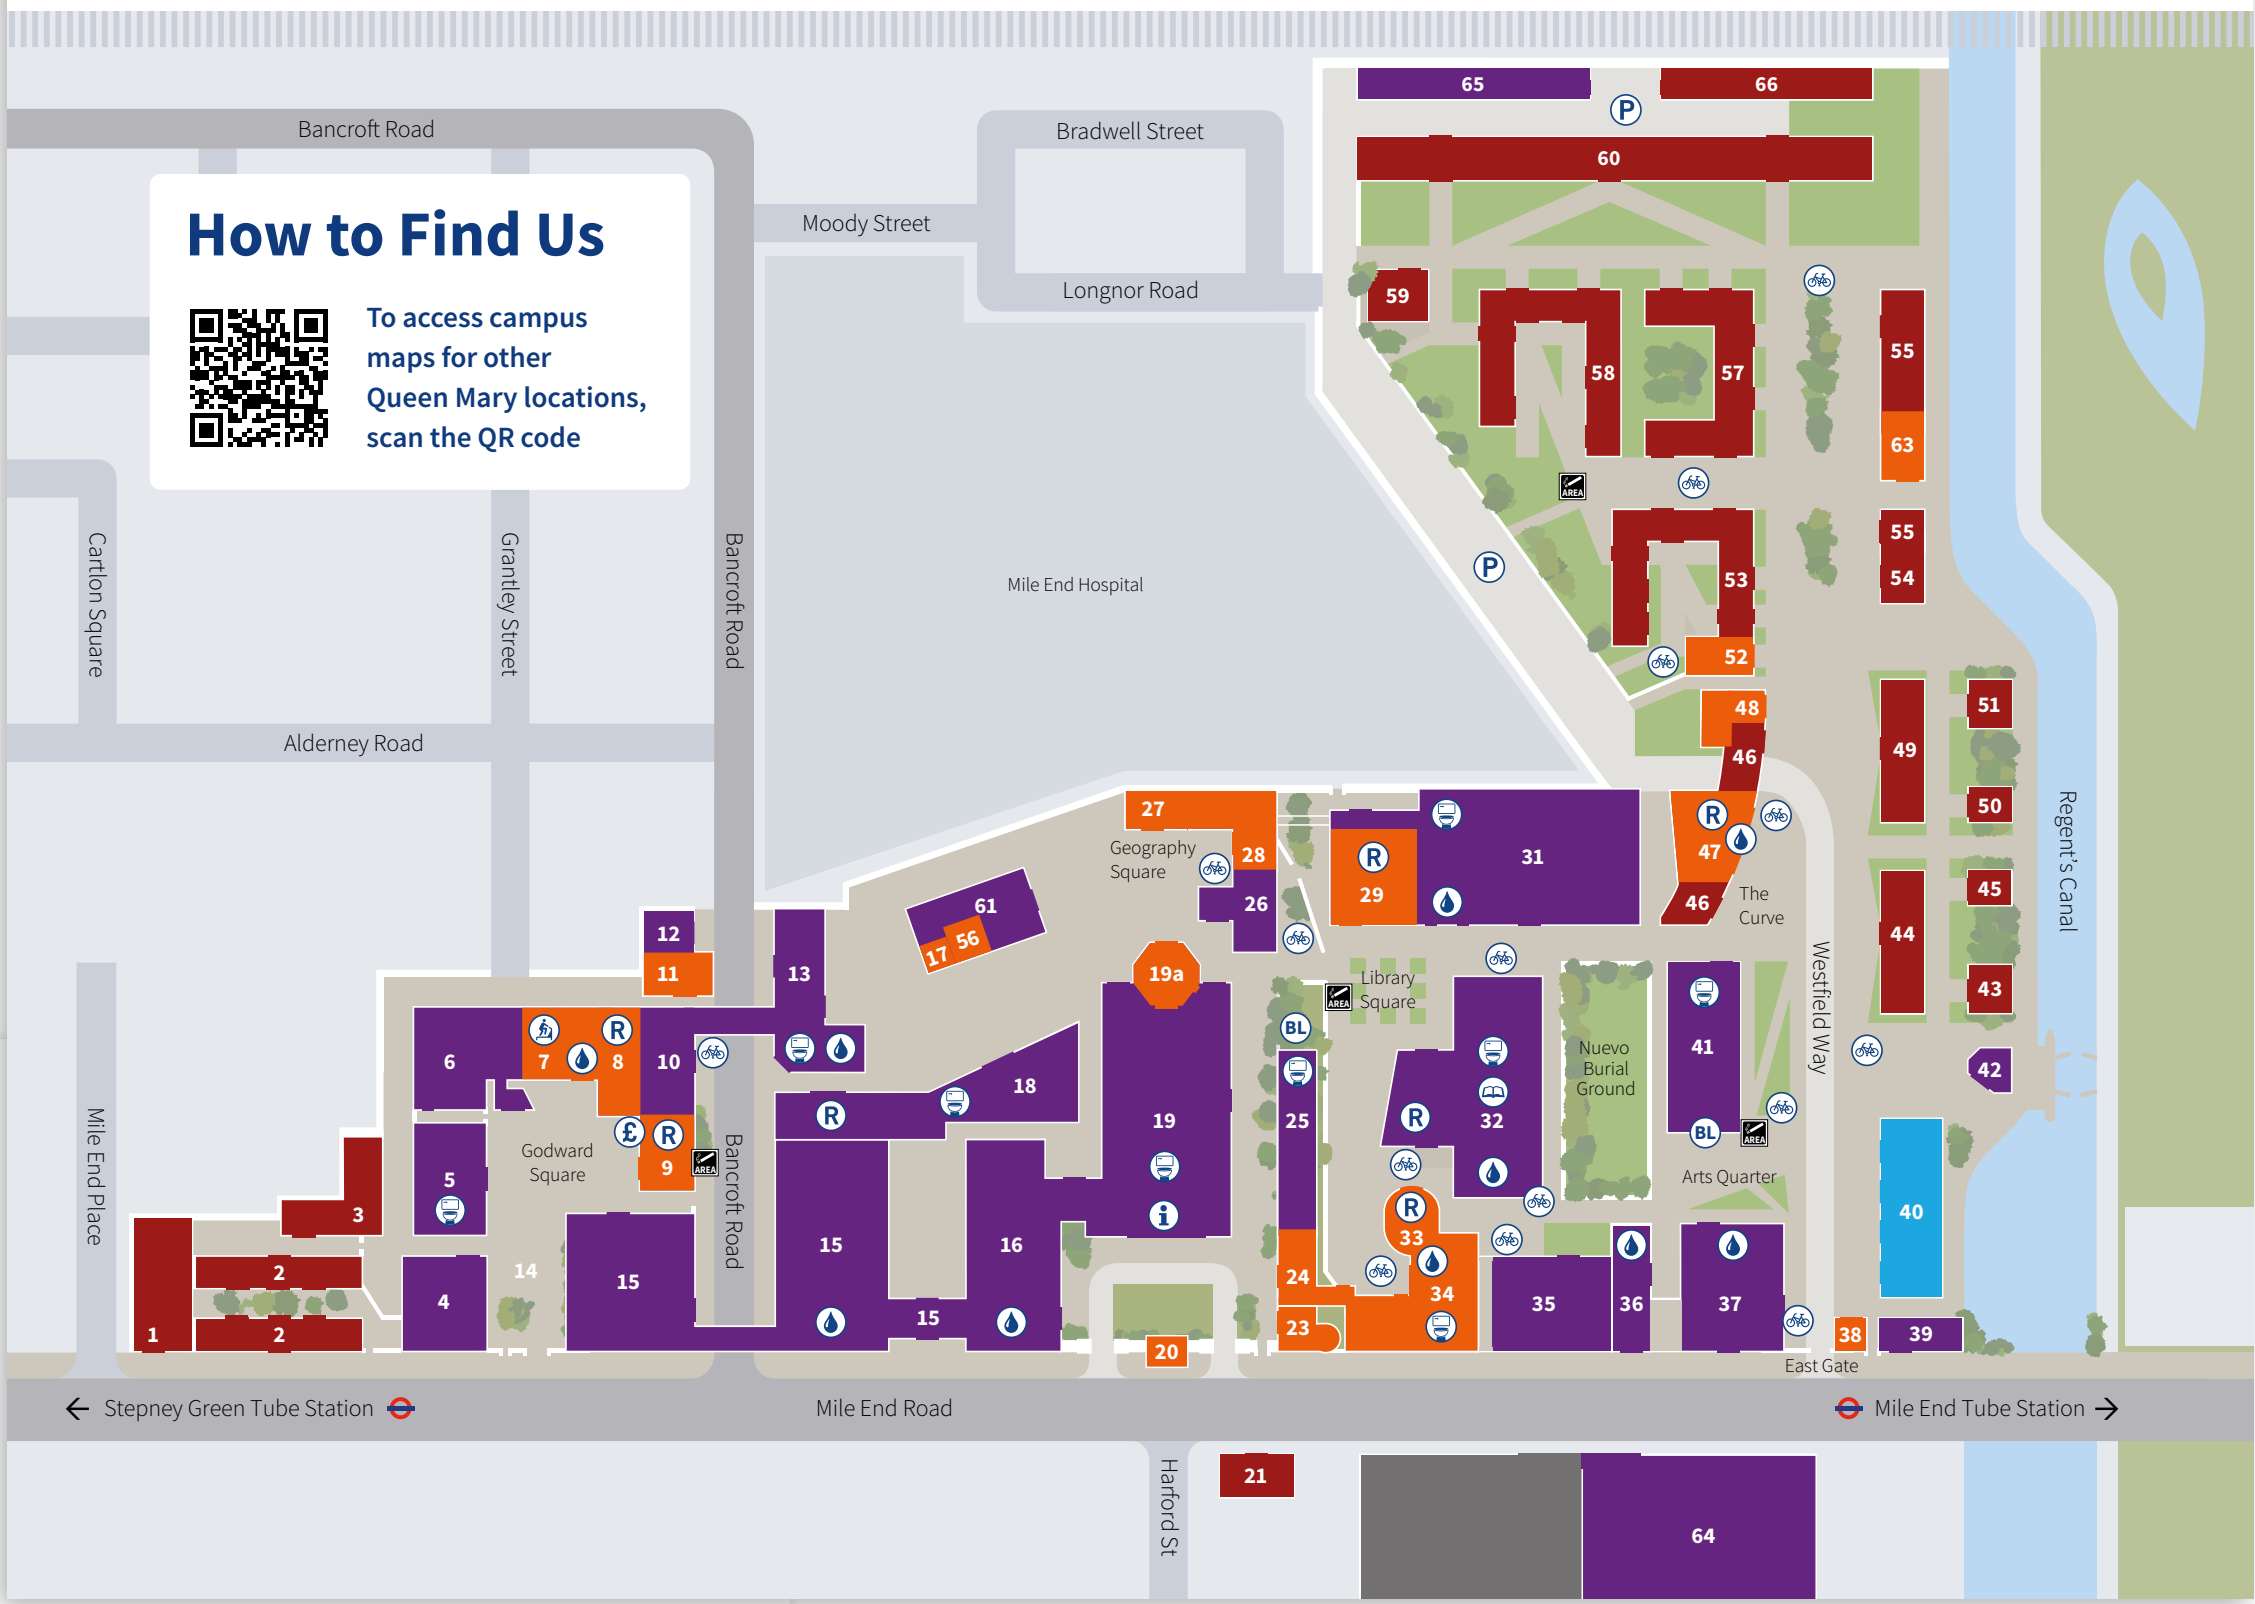 65
66
P
Bancroft Road
Bradwell Street
60
How to Find Us
Moody Street
To access campus
maps for other
Queen Mary locations,
scan the QR code
Longnor Road
59
58
57
55
63
AREA
55
54
53
P
52
Cartlon Square
Grantley Street
Bancroft Road
Mile End Hospital
Alderney Road
48
46
49
51
50
27
Geography
Square
28
26
R
29
31
R
47
46
The
Curve
44
45
43
Regent's Canal
61
56
17
12
11
13
19a
Library
Square
AREA
BL
Westfield Way
6
7
R
8
10
R
18
19
i
25
R
32
Nuevo
Burial
Ground
41
BL
AREA
Arts Quarter
42
40
Mile End Place
5
Godward
Square
£
R
9
AREA
Bancroft Road
3
2
2
1
4
14
15
15
15
16
20
24
23
R
33
34
35
36
37
38
39
East Gate
Stepney Green Tube Station
Mile End Road
Mile End Tube Station
Harford St
21
64